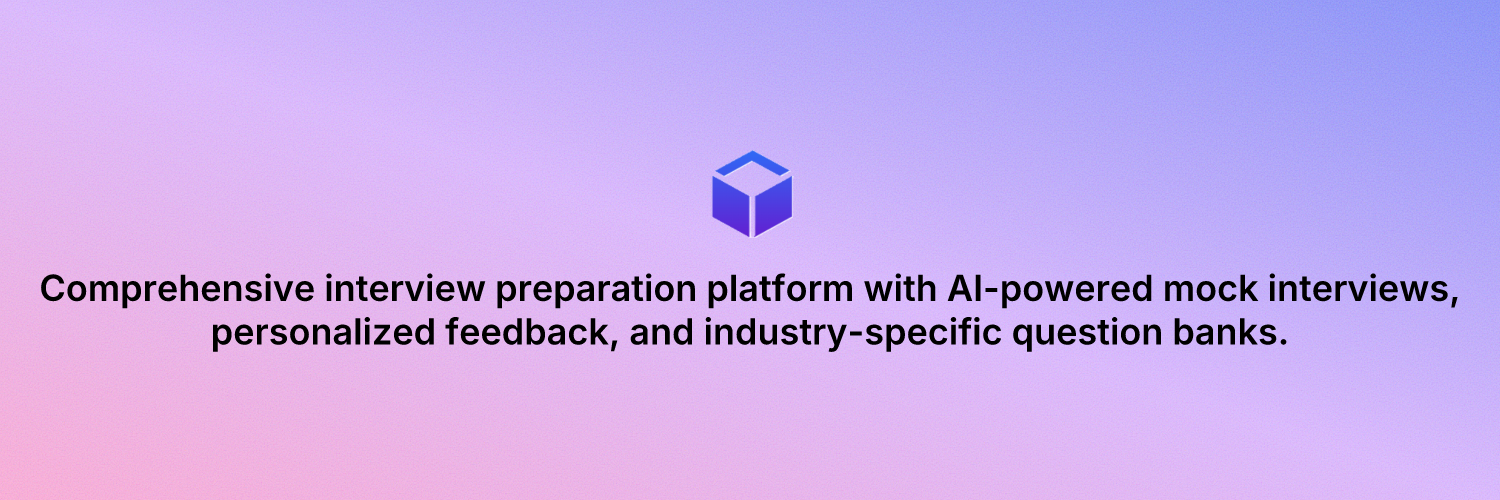 Comprehensive interview preparation platform with AI-powered mock interviews,
personalized feedback, and industry-specific question banks.